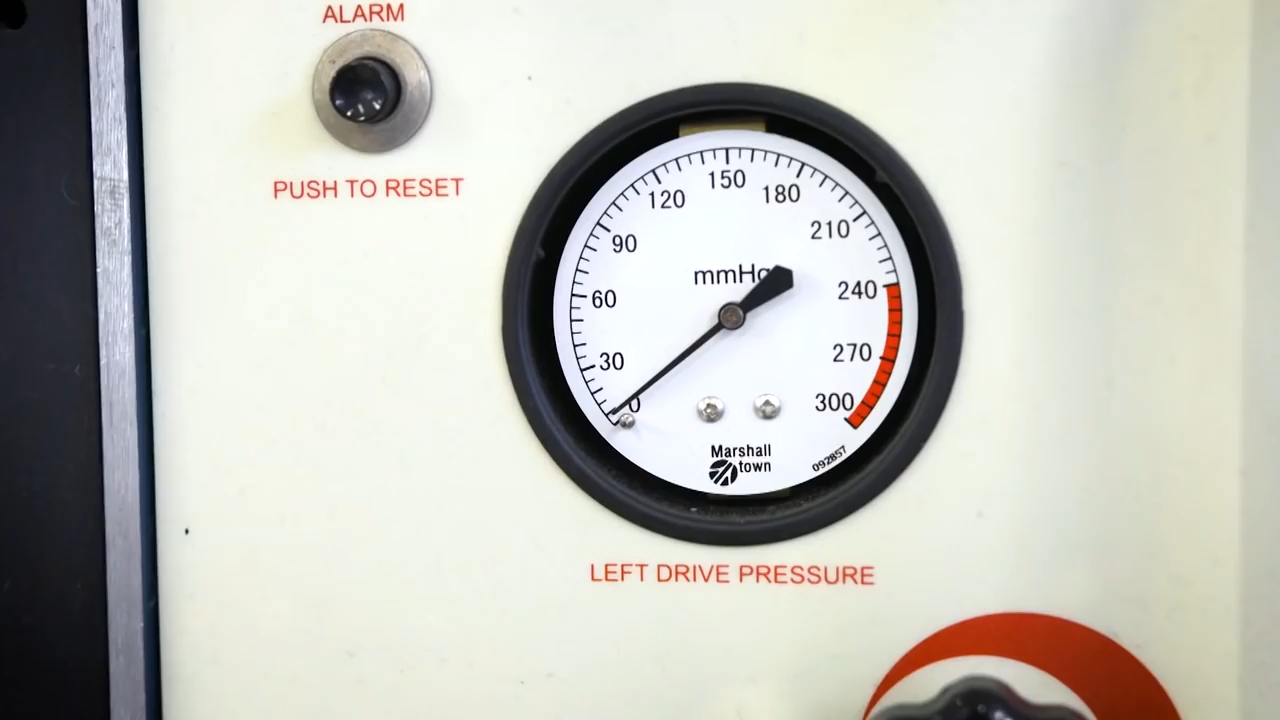 ALARM
PUSH TO RESET
150
120
180
90
210
mmHg
60
240
30
270
0
300
Marshall
town
092857
LEFT DRIVE PRESSURE